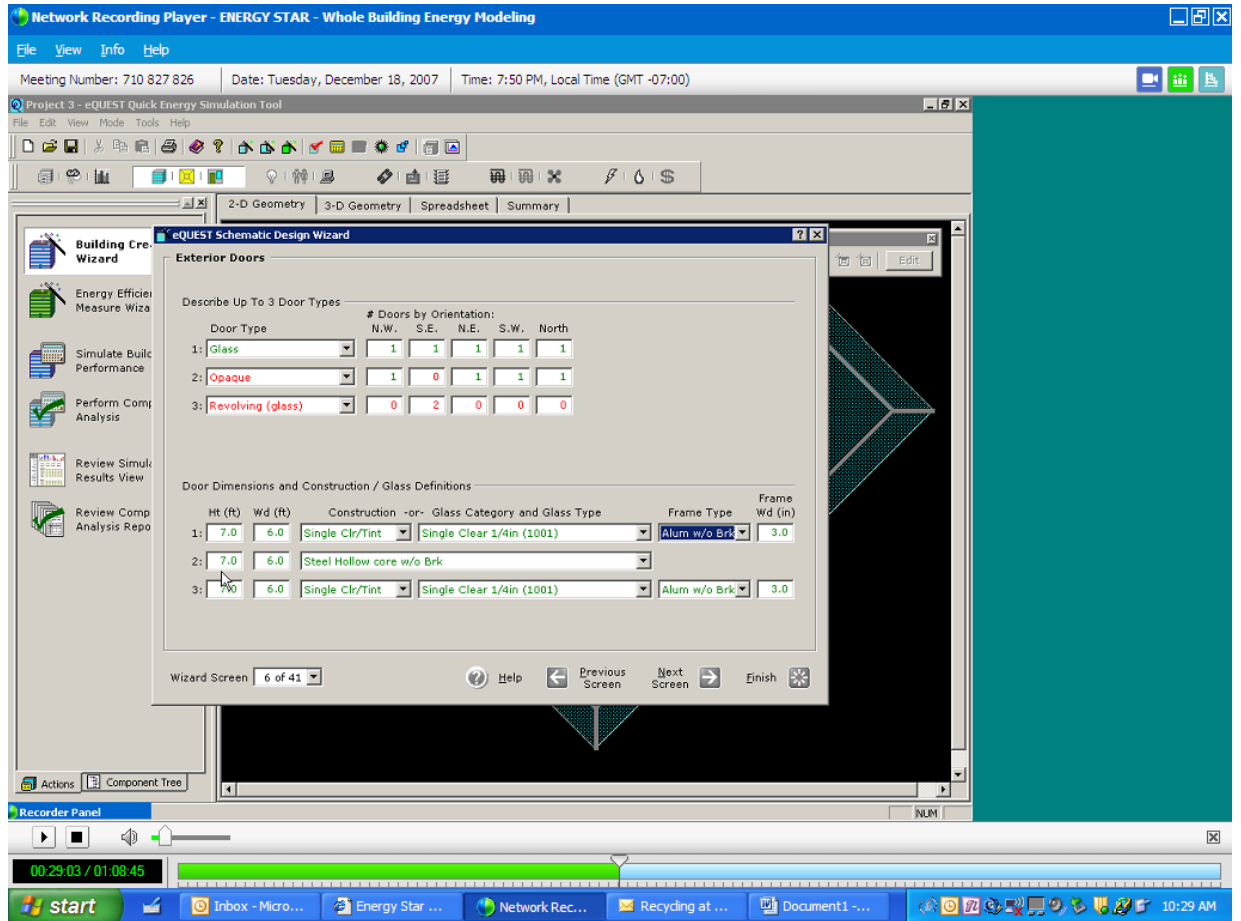 Network Recording Player - ENERGY STAR - Whole Building Energy Modeling
File View Info Help
Meeting Number: 710 827 826 Date: Tuesday, December 18, 2007 Time: 7:50 PM, Local Time (GMT -07:00)
Project 3 - eQUEST Quick Energy Simulation Tool
File Edit View Mode Tools Help
2-D Geometry 3-D Geometry Spreadsheet Summary
Building Cre
Wizard
Energy Efficie
Measure Wiza
Simulate Build
Performance
Perform Comp
Analysis
Review Simula
Results View
Review Comp
Analysis Repo
Actions Component Tree
Edit
eQUEST Schematic Design Wizard
Exterior Doors
Describe Up To 3 Door Types
# Doors by Orientation:
Door Type N.W. S.E. N.E. S.W. North
1: Glass 1 1 1 1 1
2: Opaque 1 0 1 1 1
3: Revolving (glass) 0 2 0 0 0
Door Dimensions and Construction / Glass Definitions
Frame
Ht (ft) Wd (ft) Construction -or- Glass Category and Glass Type Frame Type Wd (in)
1: 7.0 6.0 Single Clr/Tint Single Clear 1/4in (1001) Alum w/o Brk 3.0
2: 7.0 6.0 Steel Hollow core w/o Brk
3: 7.0 6.0 Single Clr/Tint Single Clear 1/4in (1001) Alum w/o Brk 3.0
Wizard Screen 6 of 41 Help Previous Screen Next Screen Finish
Recorder Panel NUM
00:29:03 / 01:08:45
start Inbox - Micro... Energy Star ... Network Rec... Recycling at ... Document1 -... 10:29 AM